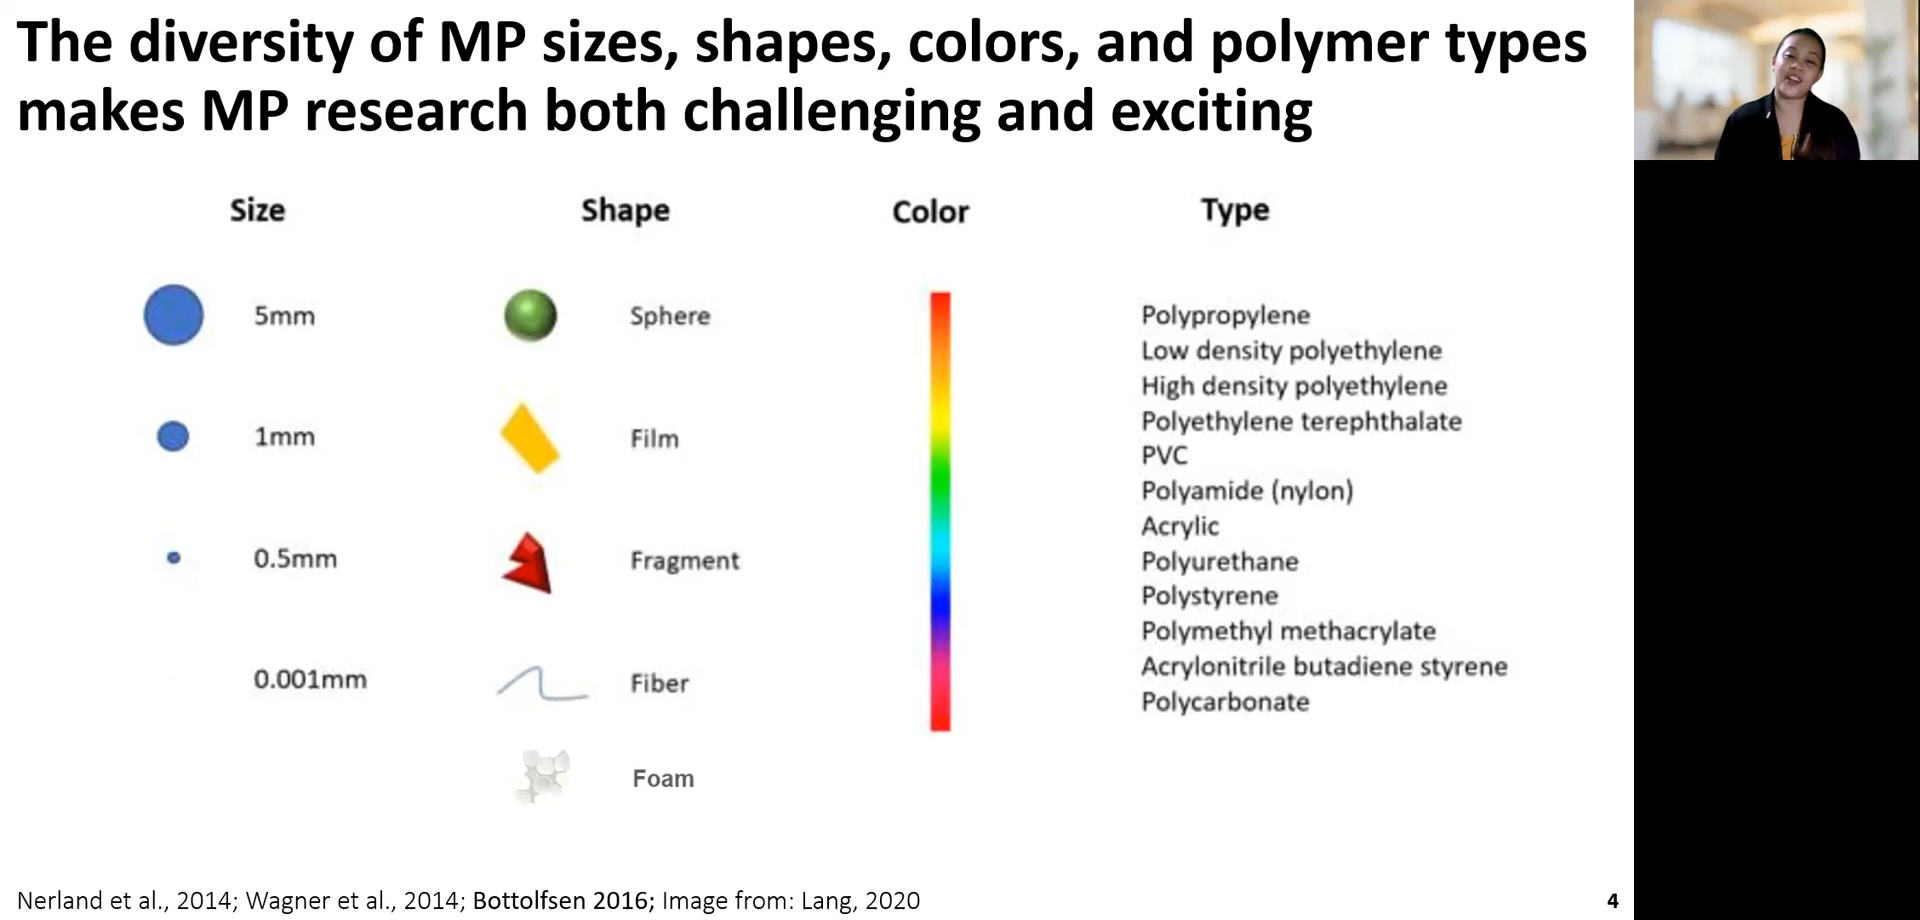 The diversity of MP sizes, shapes, colors, and polymer types
makes MP research both challenging and exciting
Size
5mm
1mm
0.5mm
0.001mm
Shape
Sphere
Film
Fragment
Fiber
Foam
Color
Type
Polypropylene
Low density polyethylene
High density polyethylene
Polyethylene terephthalate
PVC
Polyamide (nylon)
Acrylic
Polyurethane
Polystyrene
Polymethyl methacrylate
Acrylonitrile butadiene styrene
Polycarbonate
Nerland et al., 2014; Wagner et al., 2014; Bottolfsen 2016; Image from: Lang, 2020
4